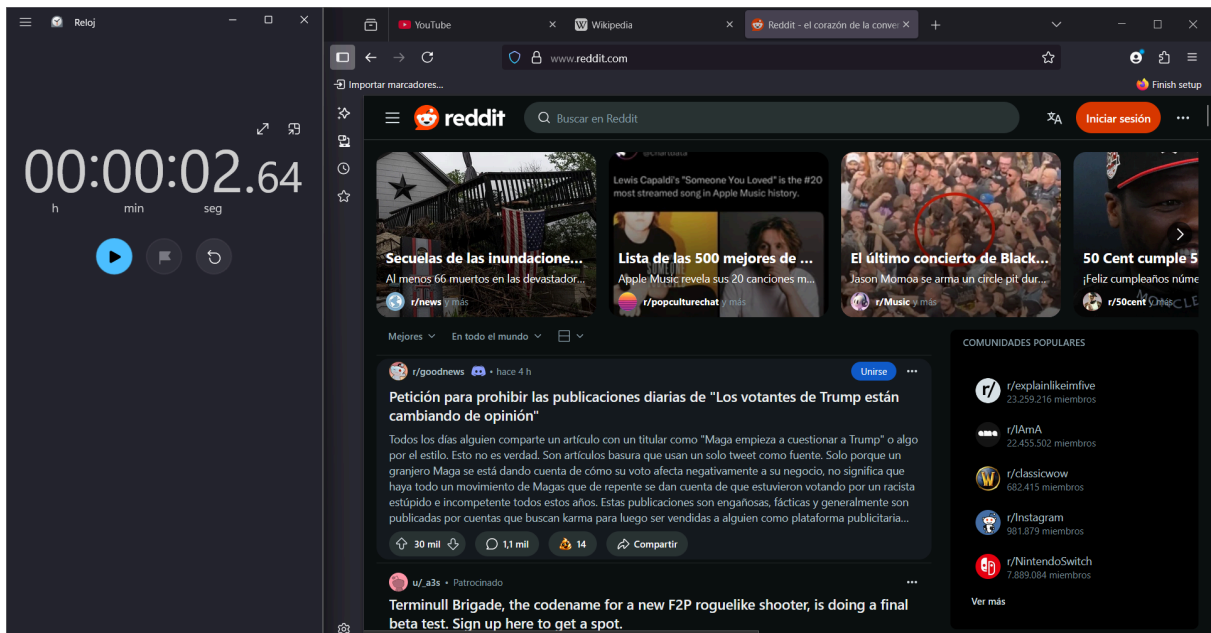 Reloj
00:00:02.64
h min seg
YouTube
Wikipedia
Reddit - el corazón de la conver
www.reddit.com
Importar marcadores...
Finish setup
reddit
Buscar en Reddit
Iniciar sesión
Secuelas de las inundacione...
Al menos 66 muertos en las devastador...
r/news y más
@chartdata
Lewis Capaldi's "Someone You Loved" is the #20
most streamed song in Apple Music history.
SOMEONE
Lista de las 500 mejores de ...
Apple Music revela sus 20 canciones m...
r/popculturechat y más
El último concierto de Black...
Jason Momoa se arma un circle pit dur...
r/Music y más
50 Cent cumple 5
¡Feliz cumpleaños núme
r/50cent y más
Mejores
En todo el mundo
r/goodnews • hace 4 h
Unirse
Petición para prohibir las publicaciones diarias de "Los votantes de Trump están
cambiando de opinión"
Todos los días alguien comparte un artículo con un titular como "Maga empieza a cuestionar a Trump" o algo
por el estilo. Esto no es verdad. Son artículos basura que usan un solo tweet como fuente. Solo porque un
granjero Maga se está dando cuenta de cómo su voto afecta negativamente a su negocio, no significa que
haya todo un movimiento de Magas que de repente se dan cuenta de que estuvieron votando por un racista
estúpido e incompetente todos estos años. Estas publicaciones son engañosas, fácticas y generalmente son
publicadas por cuentas que buscan karma para luego ser vendidas a alguien como plataforma publicitaria...
30 mil
1,1 mil
14
Compartir
u/_a3s • Patrocinado
Terminull Brigade, the codename for a new F2P roguelike shooter, is doing a final
beta test. Sign up here to get a spot.
COMUNIDADES POPULARES
r/explainlikeimfive
23.259.216 miembros
r/IAmA
22.455.502 miembros
r/classicwow
682.415 miembros
r/Instagram
981.879 miembros
r/NintendoSwitch
7.889.084 miembros
Ver más